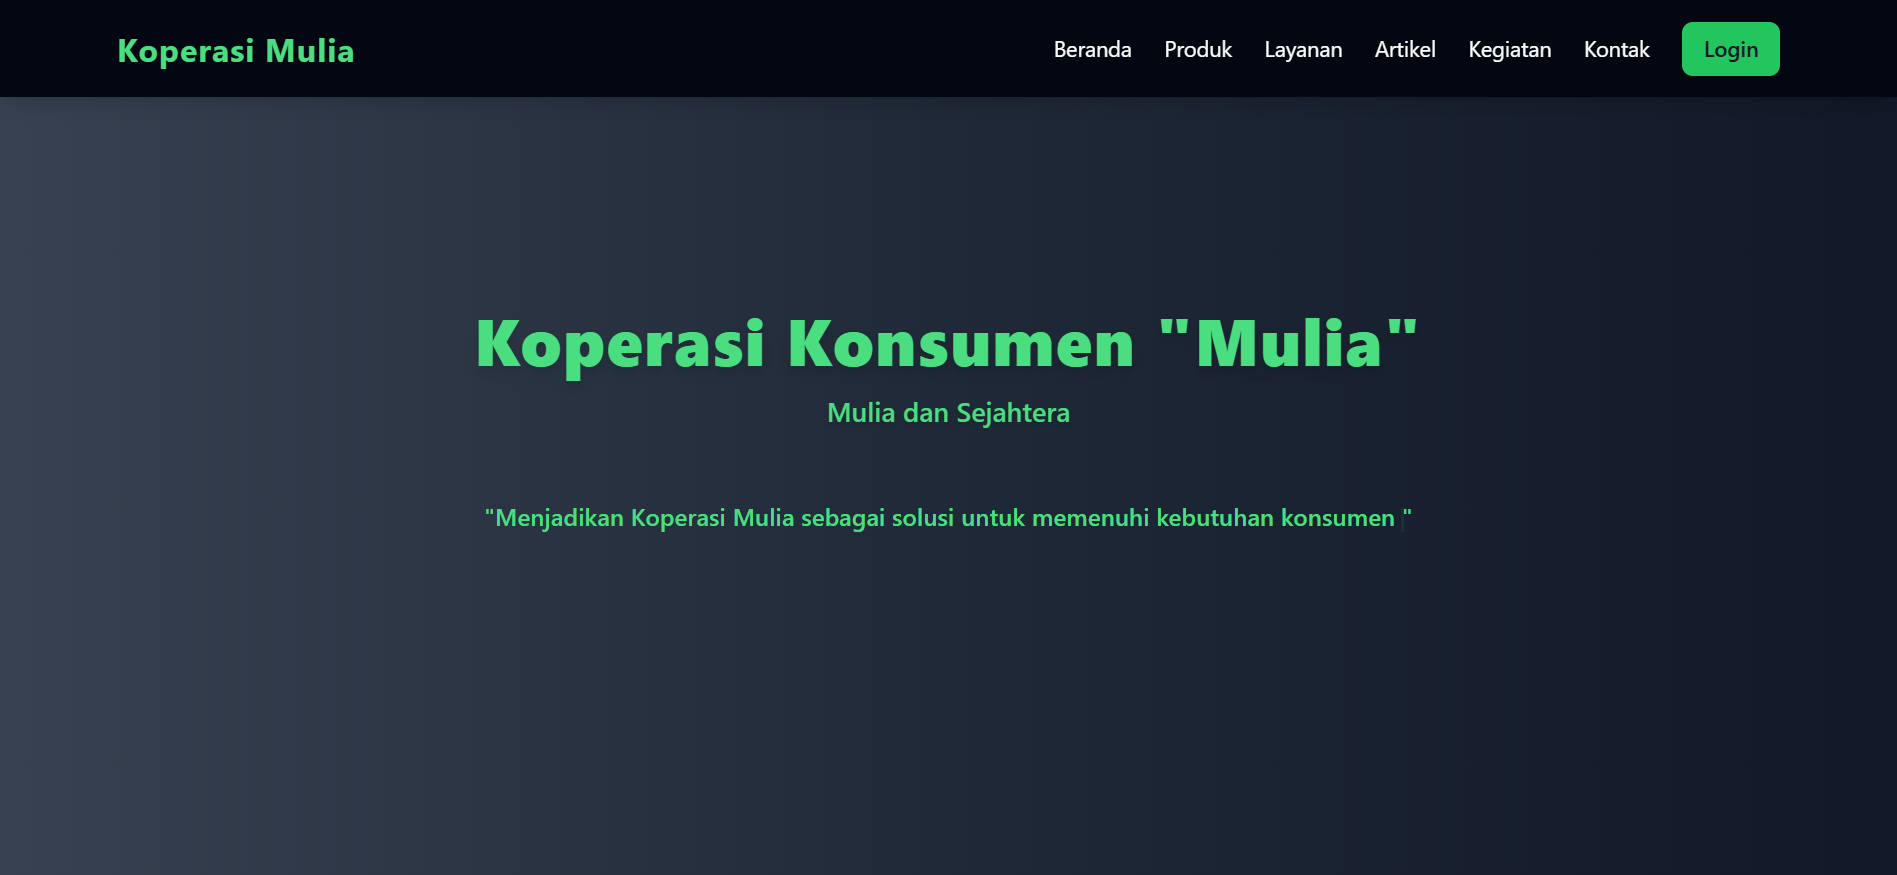 Koperasi Mulia
Beranda Produk Layanan Artikel Kegiatan Kontak Login
Koperasi Konsumen "Mulia"
Mulia dan Sejahtera
"Menjadikan Koperasi Mulia sebagai solusi untuk memenuhi kebutuhan konsumen "